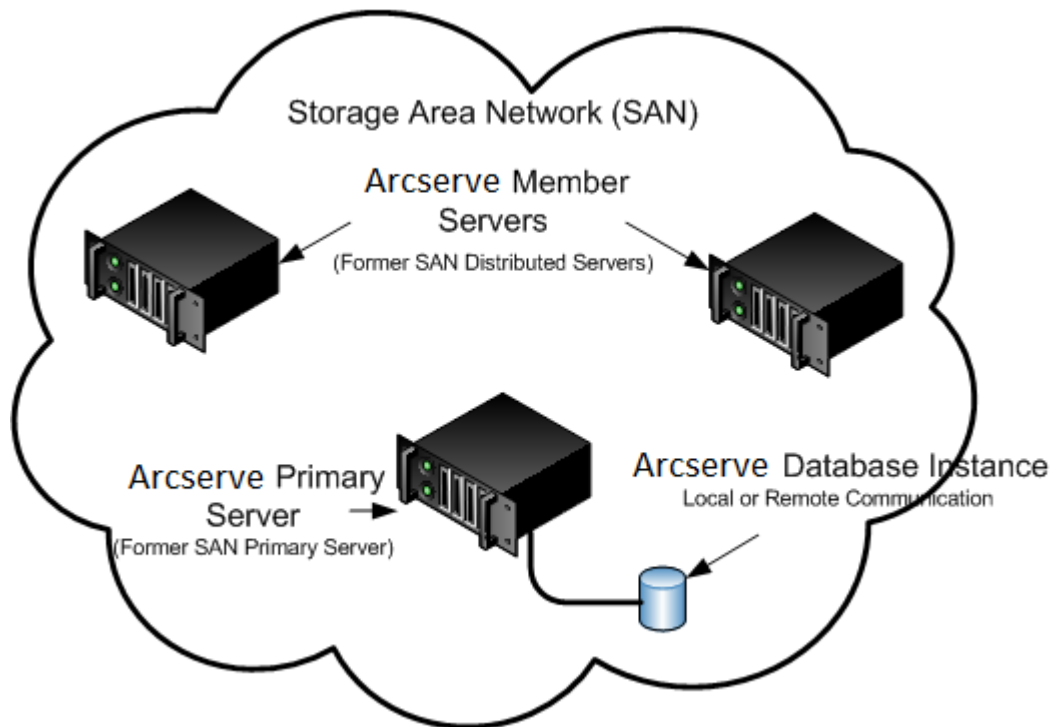 Storage Area Network (SAN)
Arcserve Member
Servers
(Former SAN Distributed Servers)
Arcserve Primary
Server
(Former SAN Primary Server)
Arcserve Database Instance
Local or Remote Communication